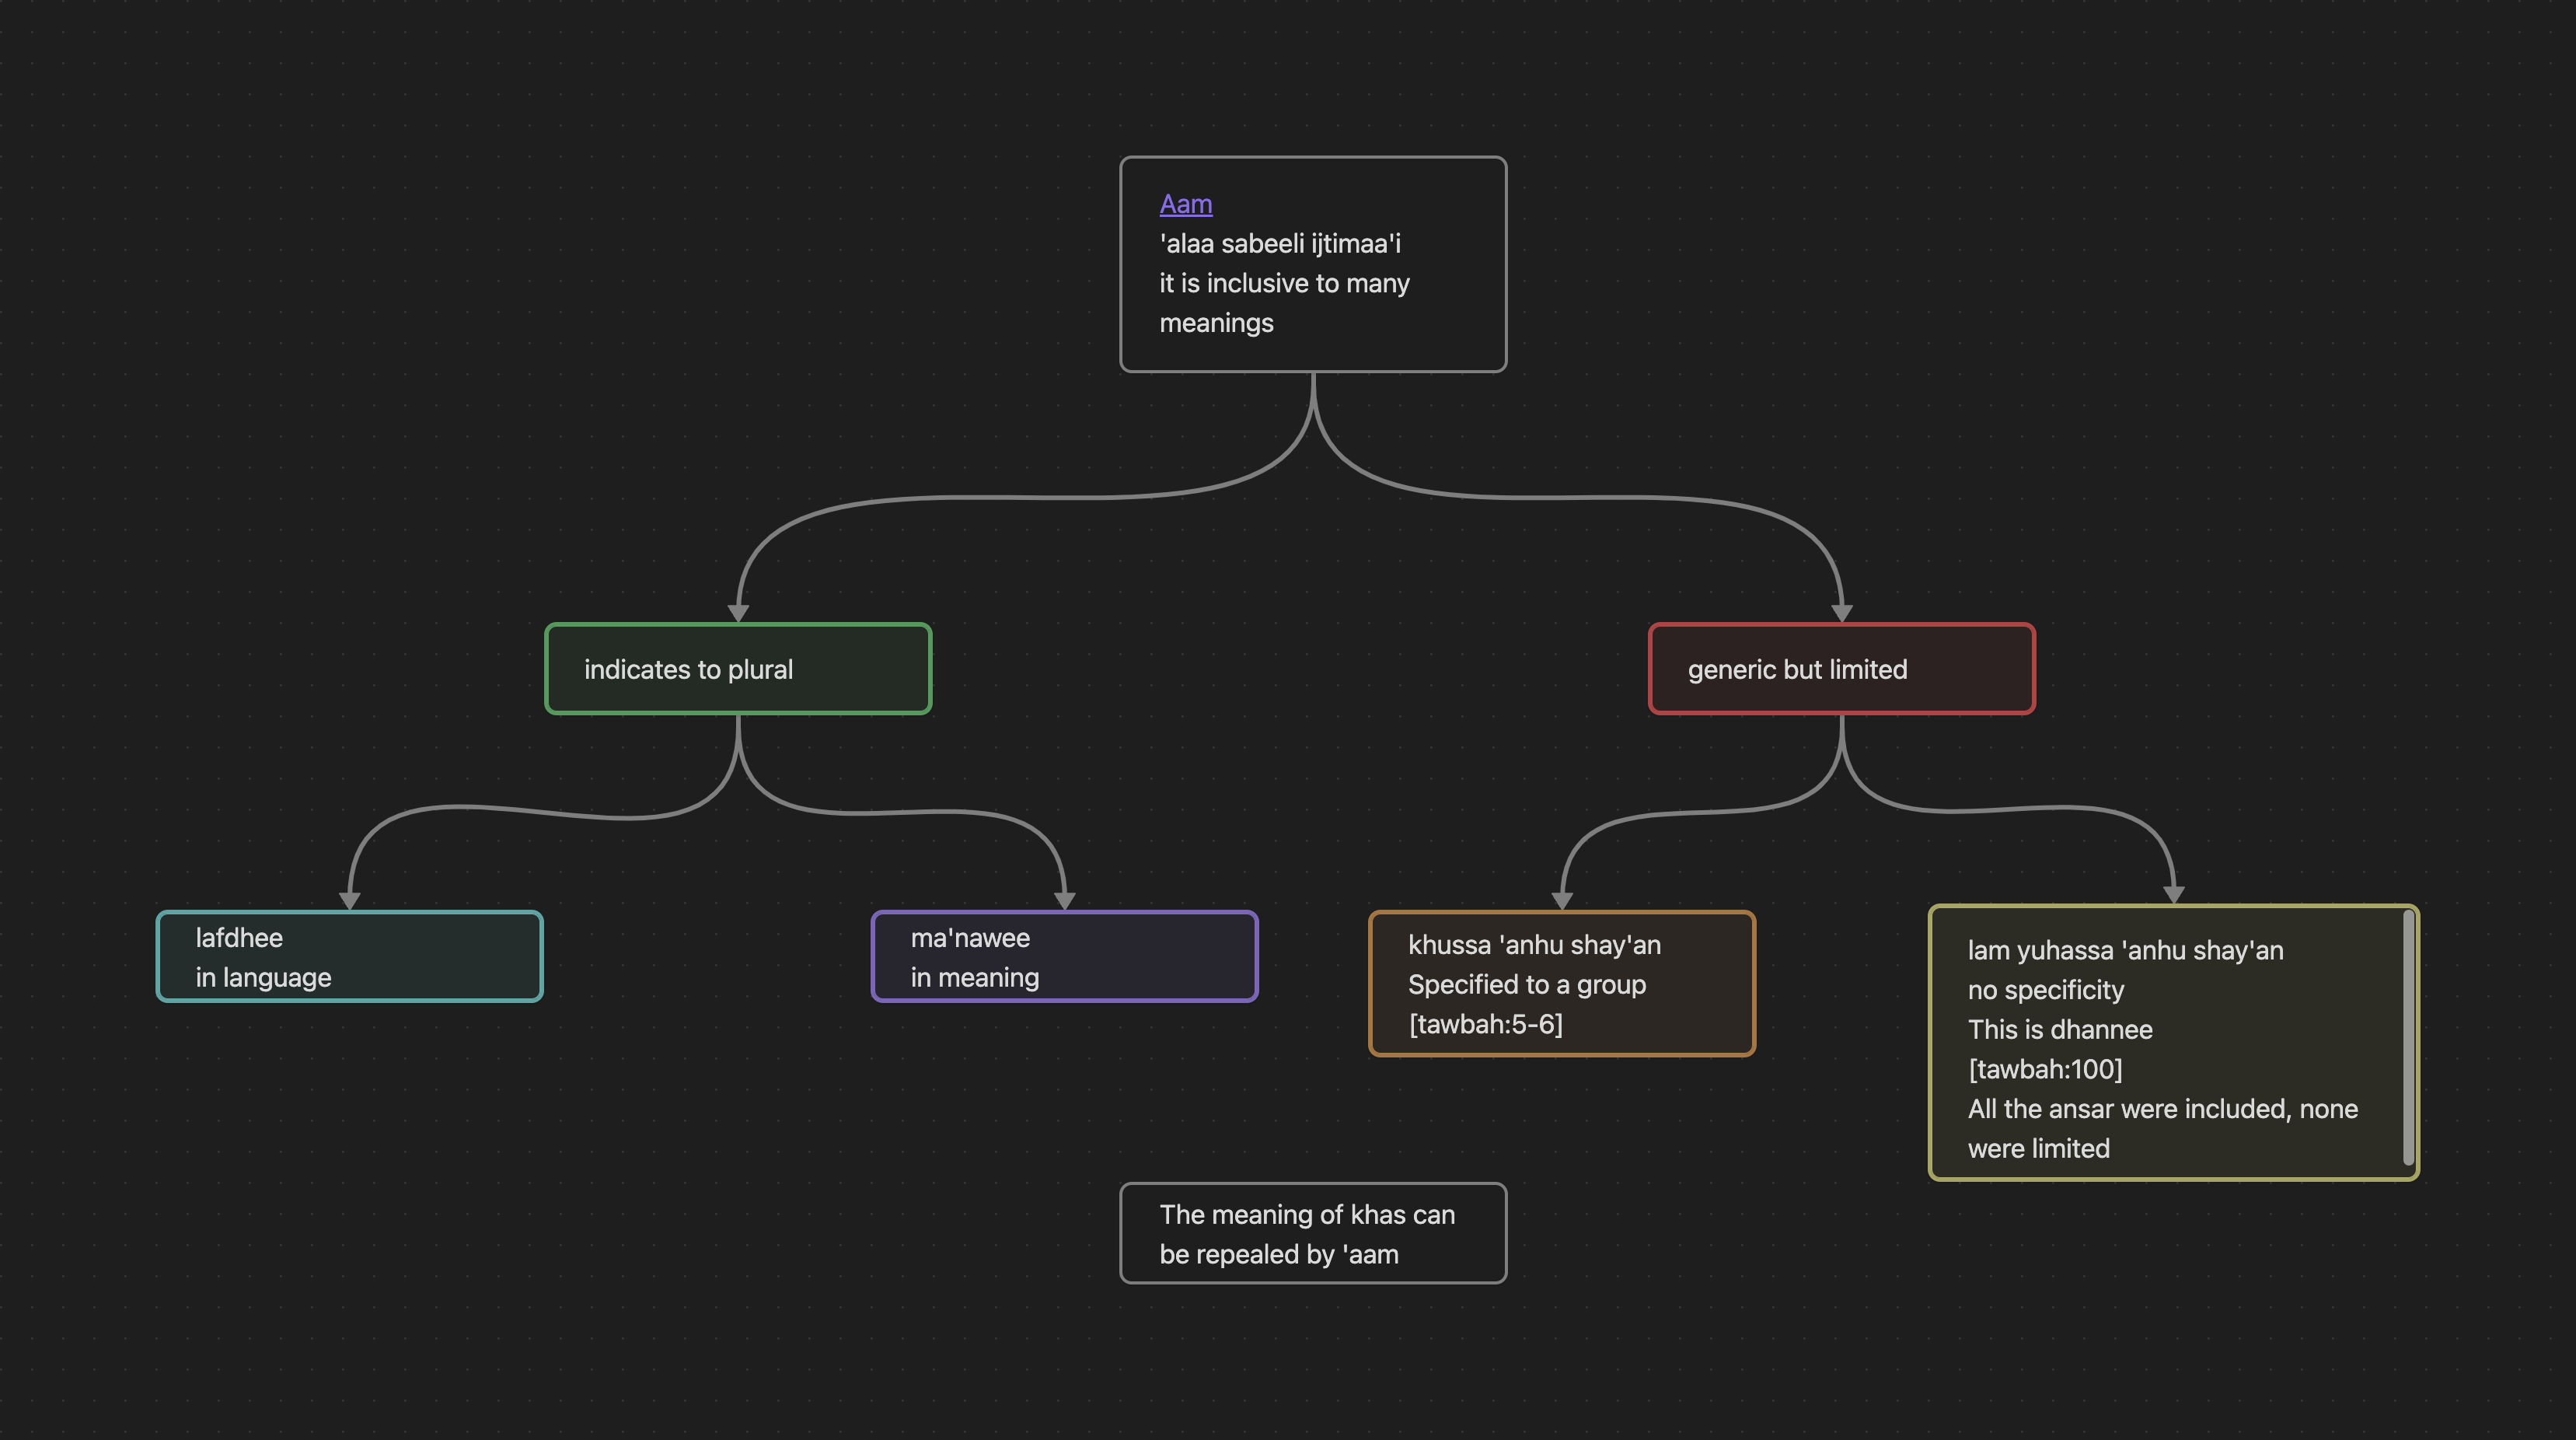 Aam
'alaa sabeeli ijtimaa'i
it is inclusive to many
meanings
indicates to plural
generic but limited
lafdhee
in language
ma'nawee
in meaning
khussa 'anhu shay'an
Specified to a group
[tawbah:5-6]
lam yuhassa 'anhu shay'an
no specificity
This is dhannee
[tawbah:100]
All the ansar were included, none
were limited
The meaning of khas can
be repealed by 'aam